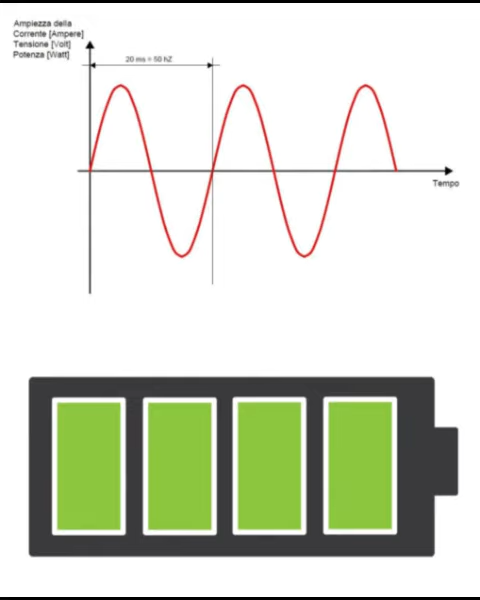 Ampiezza della
Corrente [Ampere]
Tensione [Volt]
Potenza [Watt]
20 ms = 50 hZ
Tempo